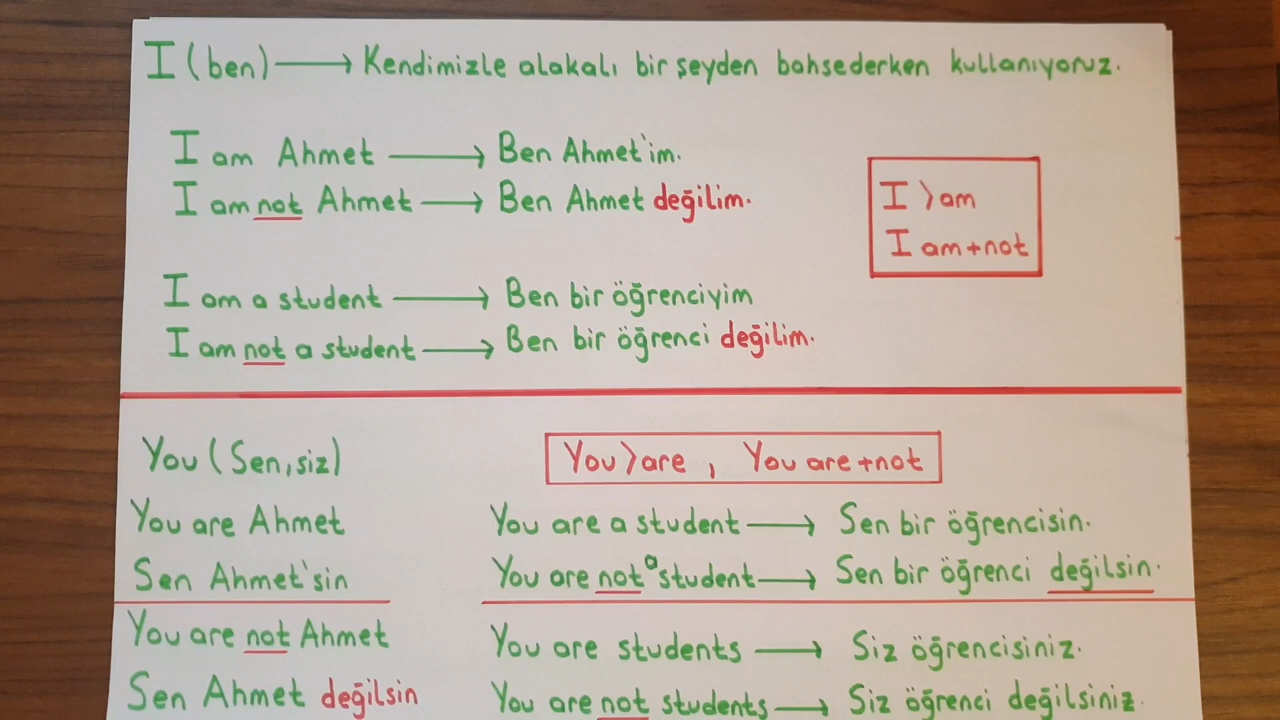 I (ben) → Kendimizle alakalı bir şeyden bahsederken kullanıyoruz.
I am Ahmet → Ben Ahmet'im.
I am not Ahmet → Ben Ahmet değilim.
I > am
I am + not
I am a student → Ben bir öğrenciyim
I am not a student → Ben bir öğrenci değilim.
You (Sen, siz)
You > are , You are + not
You are Ahmet
Sen Ahmet'sin
You are not Ahmet
Sen Ahmet değilsin
You are a student → Sen bir öğrencisin.
You are not a student → Sen bir öğrenci değilsin.
You are students → Siz öğrencisiniz.
You are not students → Siz öğrenci değilsiniz.